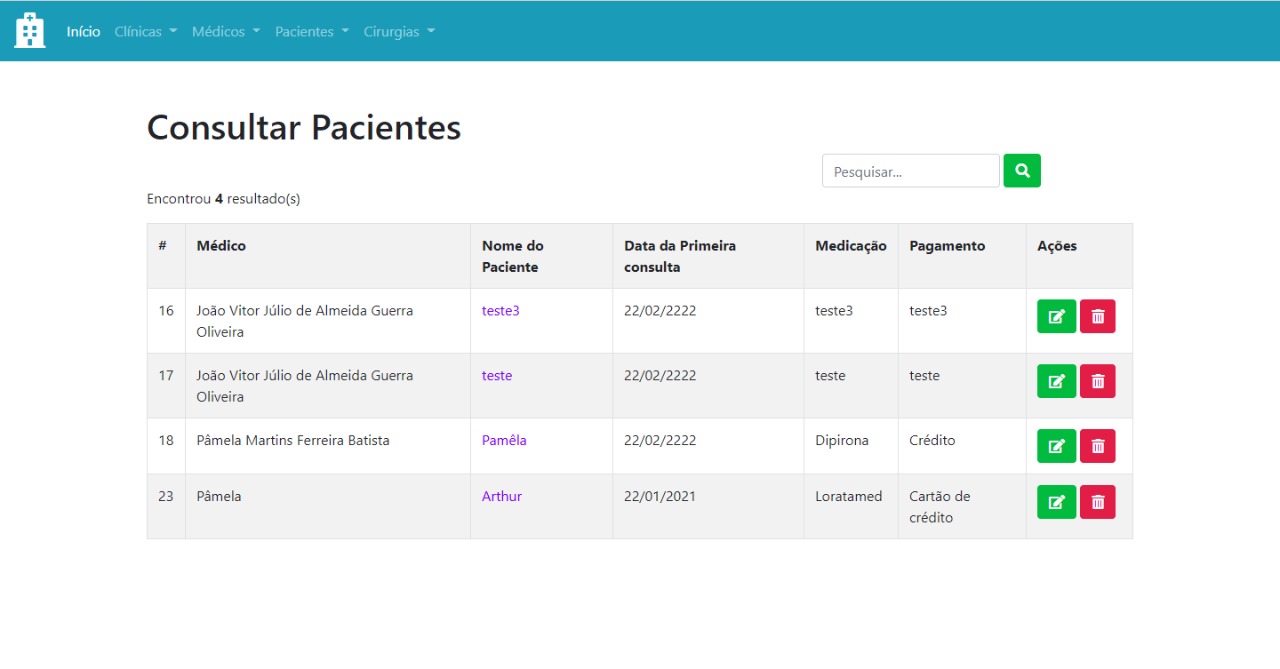 Início Clínicas Médicos Pacientes Cirurgias
Consultar Pacientes
Pesquisar...
Encontrou 4 resultado(s)
# Médico Nome do Paciente Data da Primeira consulta Medicação Pagamento Ações
16 João Vitor Júlio de Almeida Guerra Oliveira teste3 22/02/2222 teste3 teste3
17 João Vitor Júlio de Almeida Guerra Oliveira teste 22/02/2222 teste teste
18 Pâmela Martins Ferreira Batista Pamêla 22/02/2222 Dipirona Crédito
23 Pâmela Arthur 22/01/2021 Loratamed Cartão de crédito